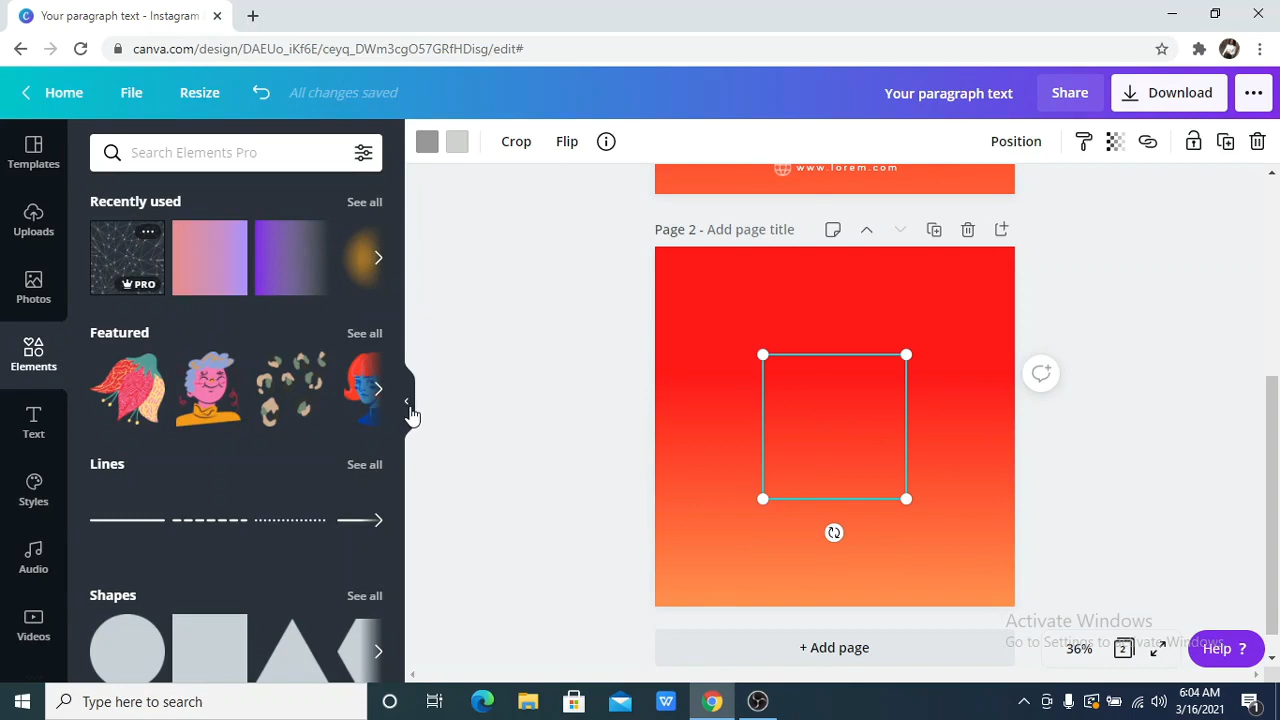 Your paragraph text - Instagram
canva.com/design/DAEUo_iKf6E/ceyq_DWm3cgO57GRfHDisg/edit#
Home
File
Resize
All changes saved
Your paragraph text
Share
Download
Templates
Uploads
Photos
Elements
Text
Styles
Audio
Videos
Search Elements Pro
Recently used
See all
PRO
Featured
See all
Lines
See all
Shapes
See all
Crop
Flip
Position
www.lorem.com
Page 2 - Add page title
+ Add page
Activate Windows
Go to Settings to activate Windows.
36%
2
Help ?
Type here to search
6:04 AM
3/16/2021
1